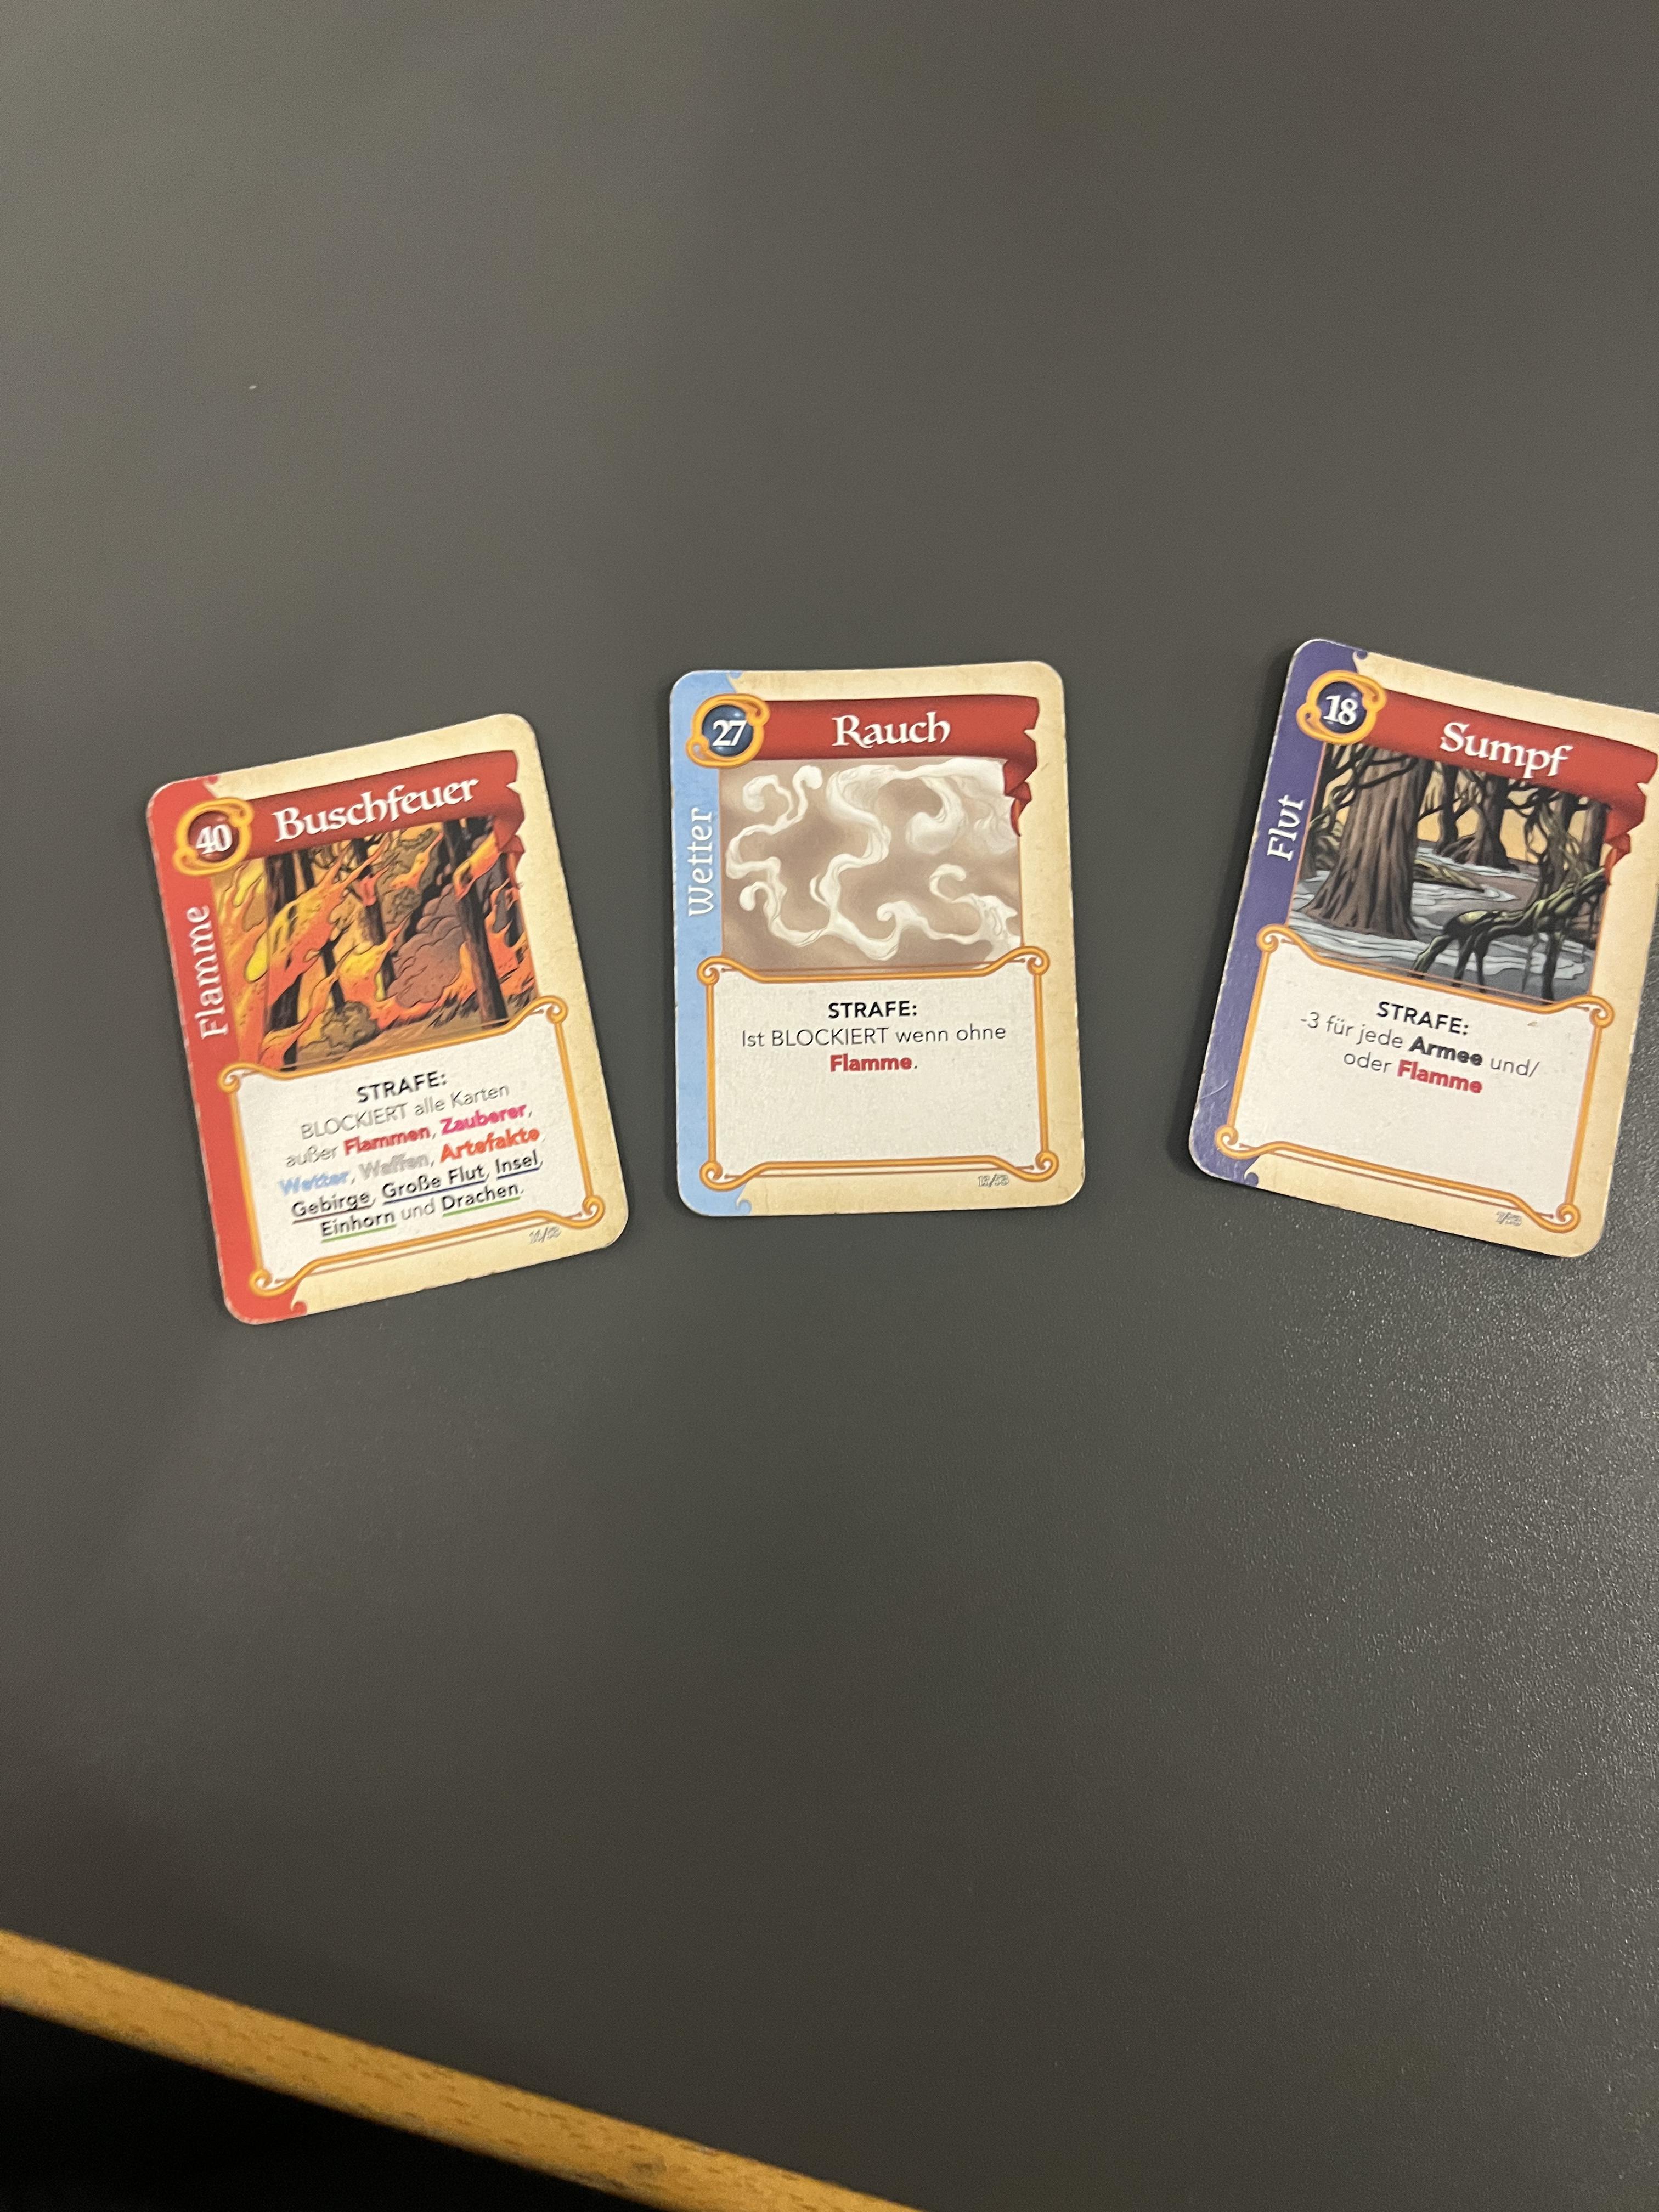 40
Buschfeuer
Flamme
STRAFE:
BLOCKIERT alle Karten
außer Flammen, Zauberer,
Wetter, Waffen, Artefakte,
Gebirge, Große Flut, Insel,
Einhorn und Drachen.
27
Rauch
Wetter
STRAFE:
Ist BLOCKIERT wenn ohne
Flamme.
18
Sumpf
Flut
STRAFE:
-3 für jede Armee und/
oder Flamme